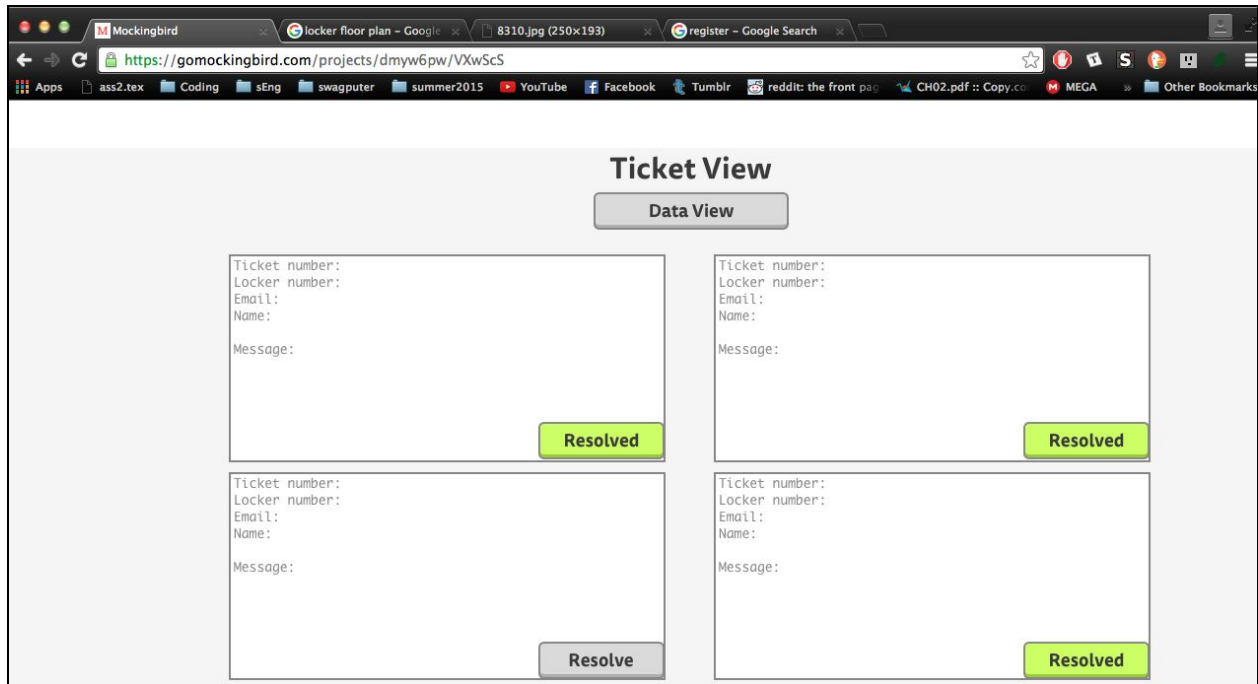 Mockingbird
locker floor plan – Google
8310.jpg (250×193)
register – Google Search
https://gomockingbird.com/projects/dmyw6pw/VXwScS
Apps ass2.tex Coding sEng swagputer summer2015 YouTube Facebook Tumblr reddit: the front pag CH02.pdf :: Copy.co MEGA » Other Bookmarks
Ticket View
Data View
Ticket number:
Locker number:
Email:
Name:
Message:
Resolved
Ticket number:
Locker number:
Email:
Name:
Message:
Resolved
Ticket number:
Locker number:
Email:
Name:
Message:
Resolve
Ticket number:
Locker number:
Email:
Name:
Message:
Resolved